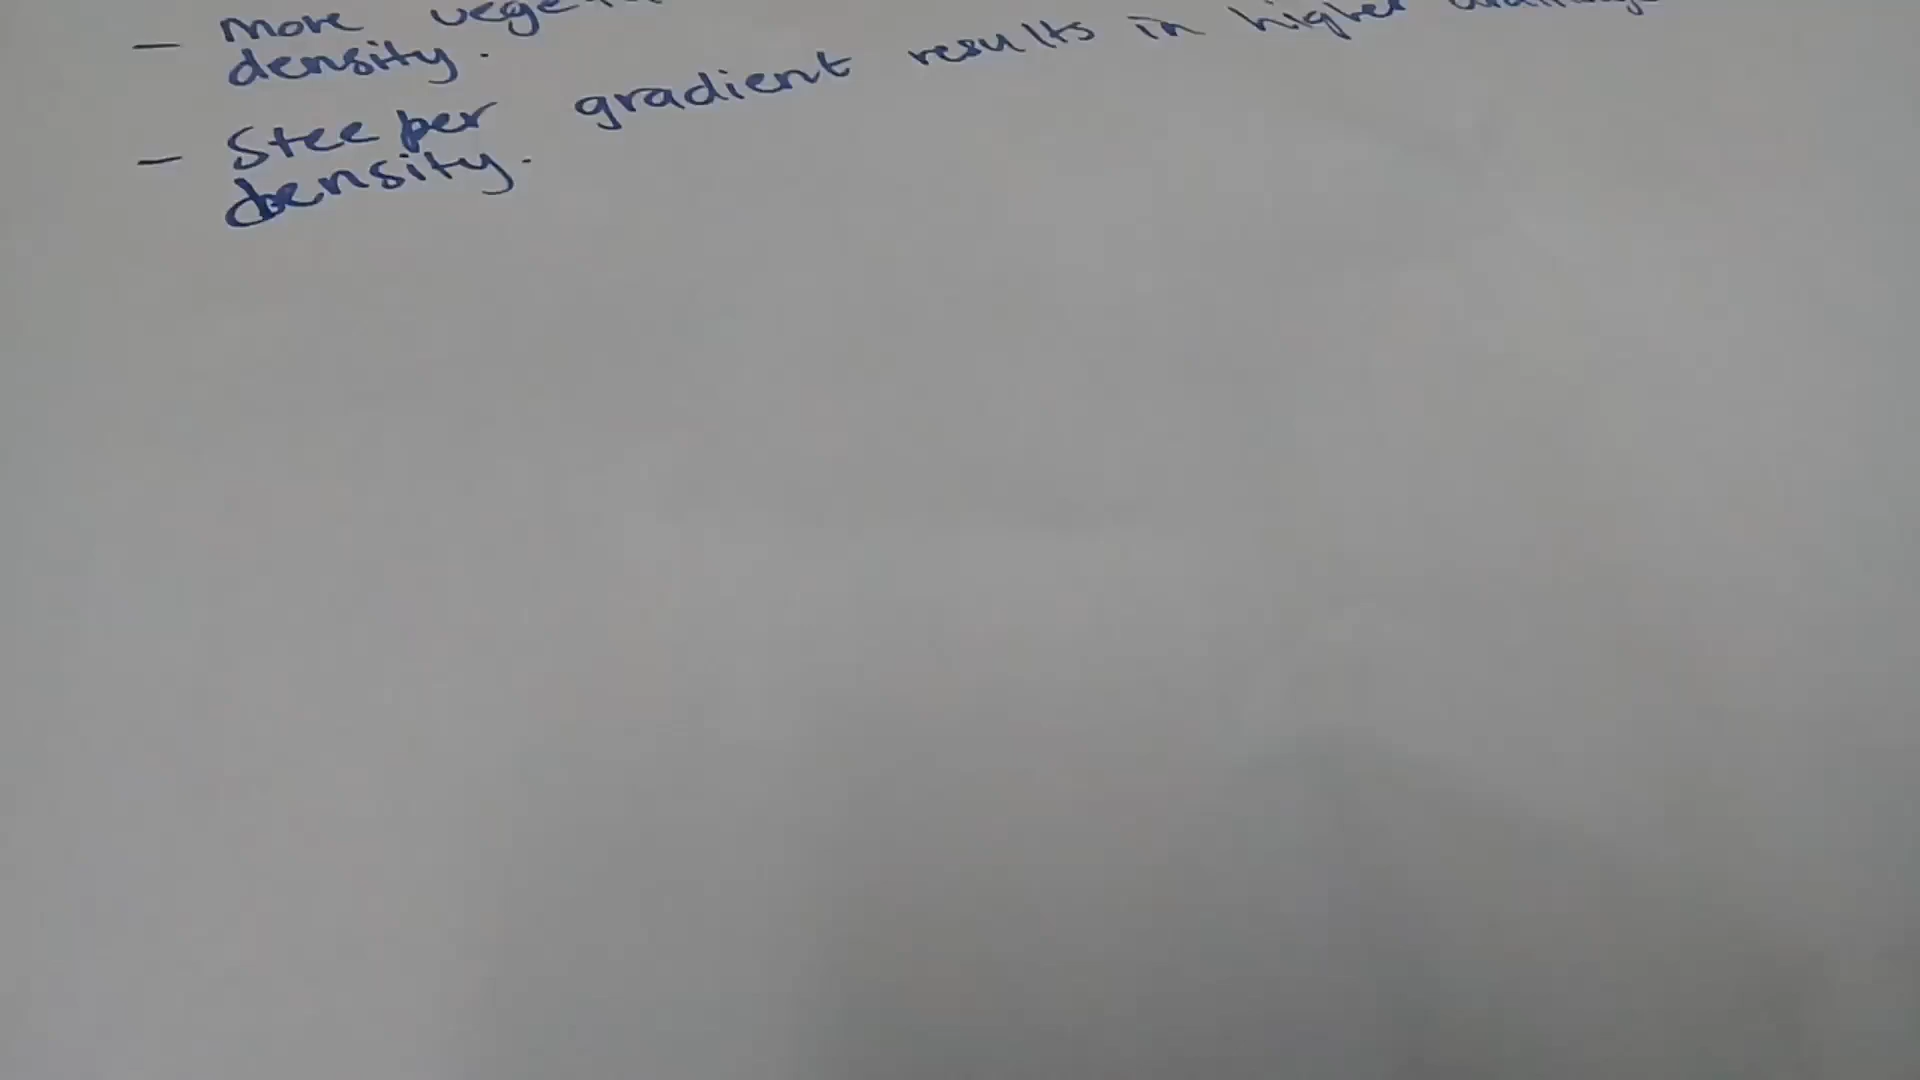 - More
density.
- Steeper gradient results in higher
density.